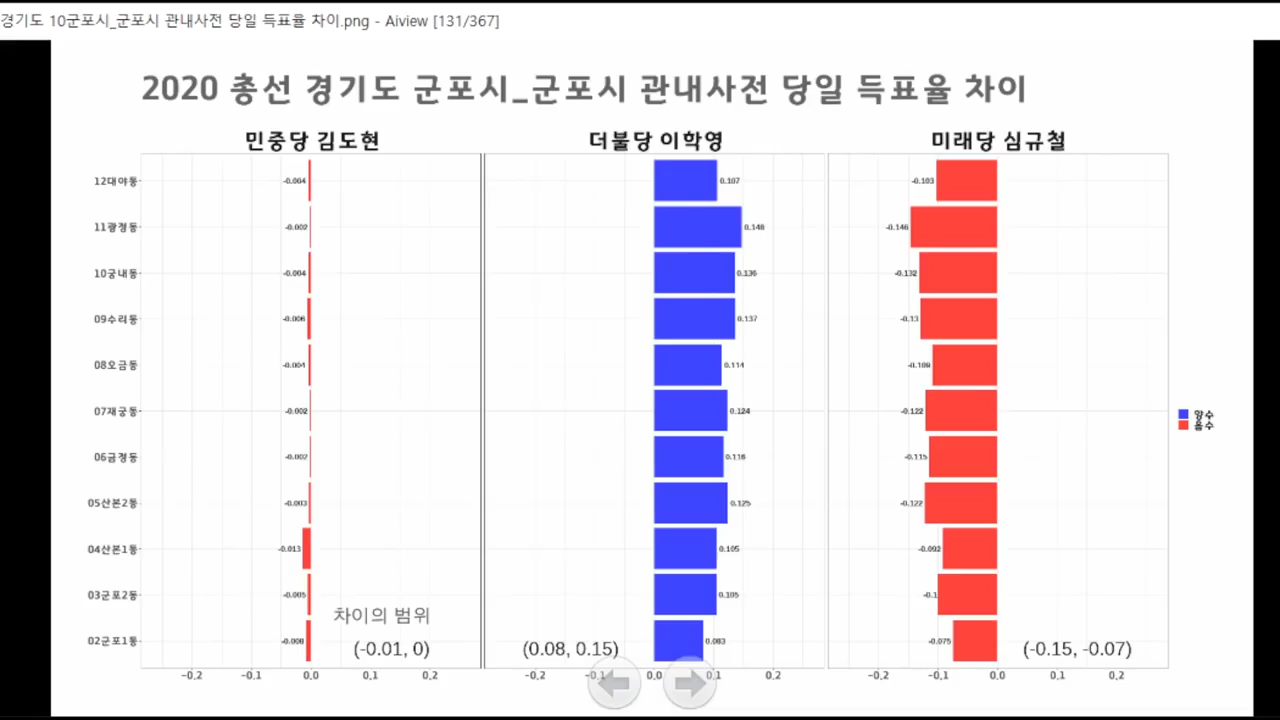 경기도 10군포시_군포시 관내사전 당일 득표율 차이.png - Aiview [131/367]
2020 총선 경기도 군포시_군포시 관내사전 당일 득표율 차이
민중당 김도현 더불당 이학영 미래당 심규철
12대야동 -0.004 0.107 -0.103
11광정동 -0.002 0.148 -0.146
10궁내동 -0.004 0.136 -0.132
09수리동 -0.006 0.137 -0.13
08오금동 -0.004 0.114 -0.108
07재궁동 -0.002 0.124 -0.122
양수
06금정동 -0.002 0.118 -0.115
음수
05산본2동 -0.003 0.125 -0.122
04산본1동 -0.013 0.105 -0.092
03군포2동 -0.005 0.105 -0.1
차이의 범위
02군포1동 -0.008 0.083 -0.075
(-0.01, 0) (0.08, 0.15) (-0.15, -0.07)
-0.2 -0.1 0.0 0.1 0.2 -0.2 -0.1 0.0 0.1 0.2 -0.2 -0.1 0.0 0.1 0.2